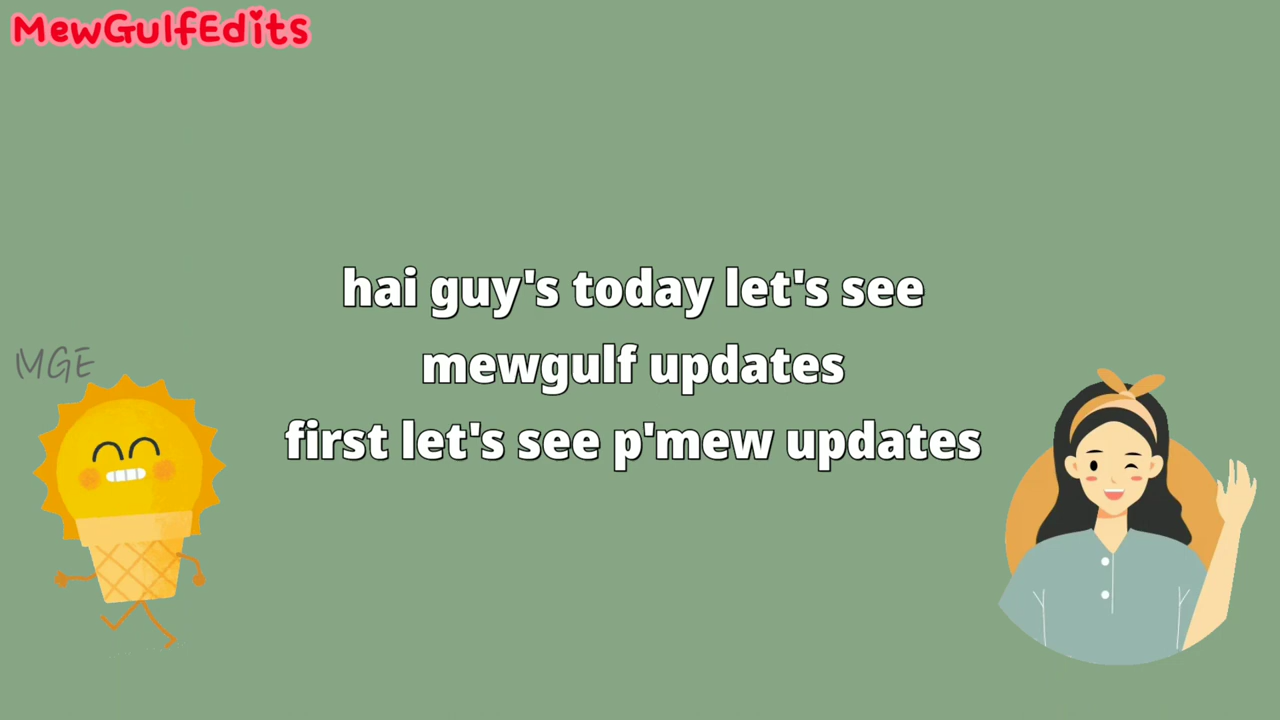 MewGulfEdits
hai guy's today let's see
mewgulf updates
first let's see p'mew updates
MGE